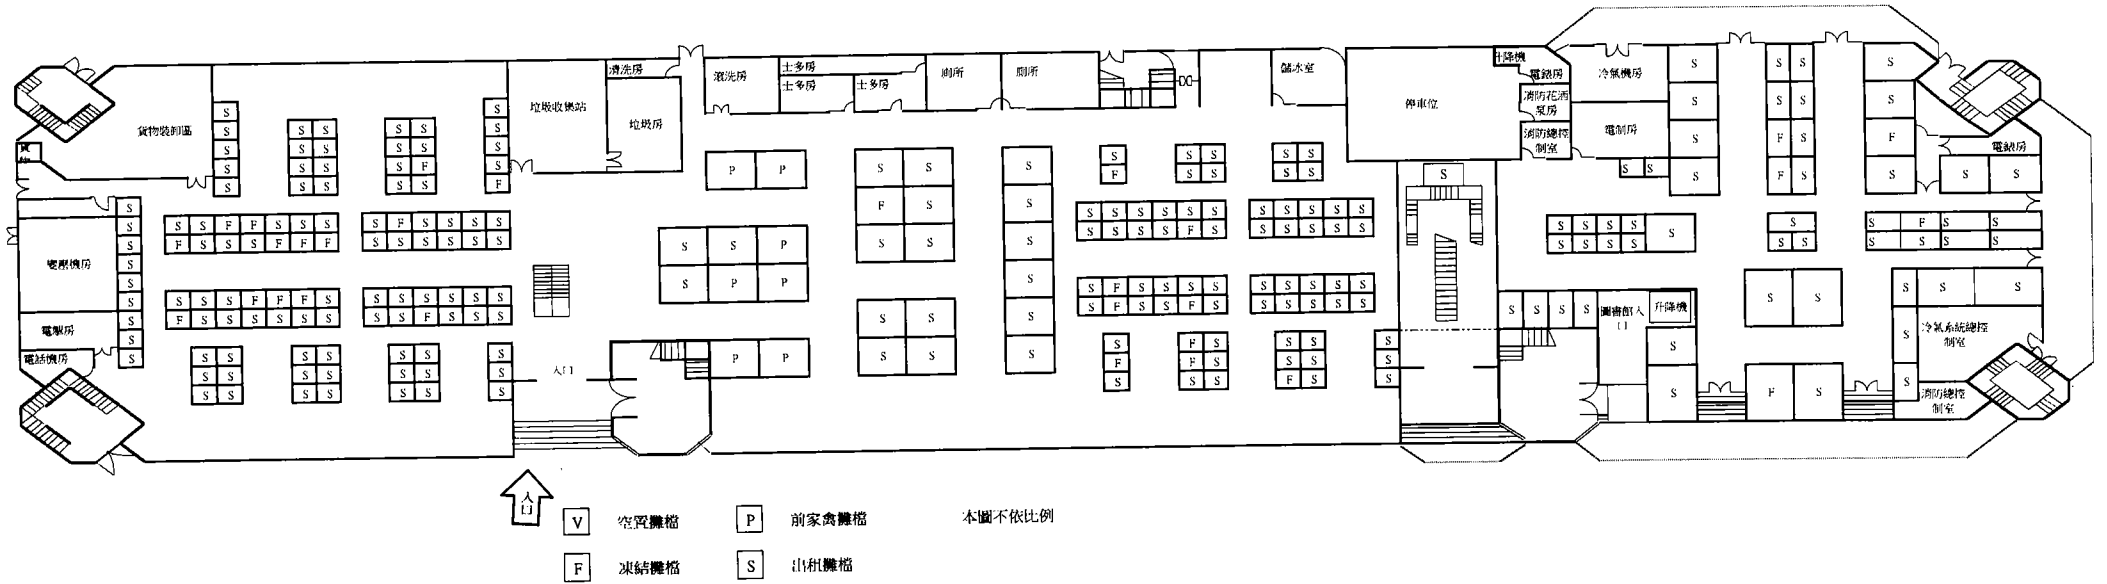 升降機
清洗房
滾洗房
士多房
士多房
士多房
廁所
廁所
儲水室
電錶房
冷氣機房
貨物裝卸區
垃圾收集站
垃圾房
停車位
消防花洒
泵房
消防總控
制室
電制房
電錶房
S S S S S
S S
S S
S S
S S
S S
S S
S F
S S
S S S S F
P P
S S
S S
F S
S S
S S S S S S
S F
S S
S S
S S
S S
S
S S S S
S S
S S
S S
F S
F S
S S F S
S S
變壓機房
電壓房
電話機房
S S S S S S S S S
S S F F S S S
F S S S F F F
S F S S S S
S S S S S S
S S P
S P P
S S S S S S
S S S S F S
S S S S S
S S S S S
S S S S
S S S S
S
S
S S
S F S S
S S S S
S S S F F F S
F S S S S S S
S S S S S S
S S F S S S
S S
S S
S F S S S S
S F S S F S
S S S S S
S S S S S
S S S S
圖書館入
口
升降機
S S
S S S
冷氣系統總控
制室
S S
S S
S S
S S
S S
S S
S S
S S
S S
S S S
入口
P P
S F S
F S
F S
S S
S S
S S
F S
S S S
S
S
F S
S
S
消防總控
制室
入
口
V 空置攤檔
P 前家禽攤檔
本圖不依比例
F 凍結攤檔
S 出租攤檔